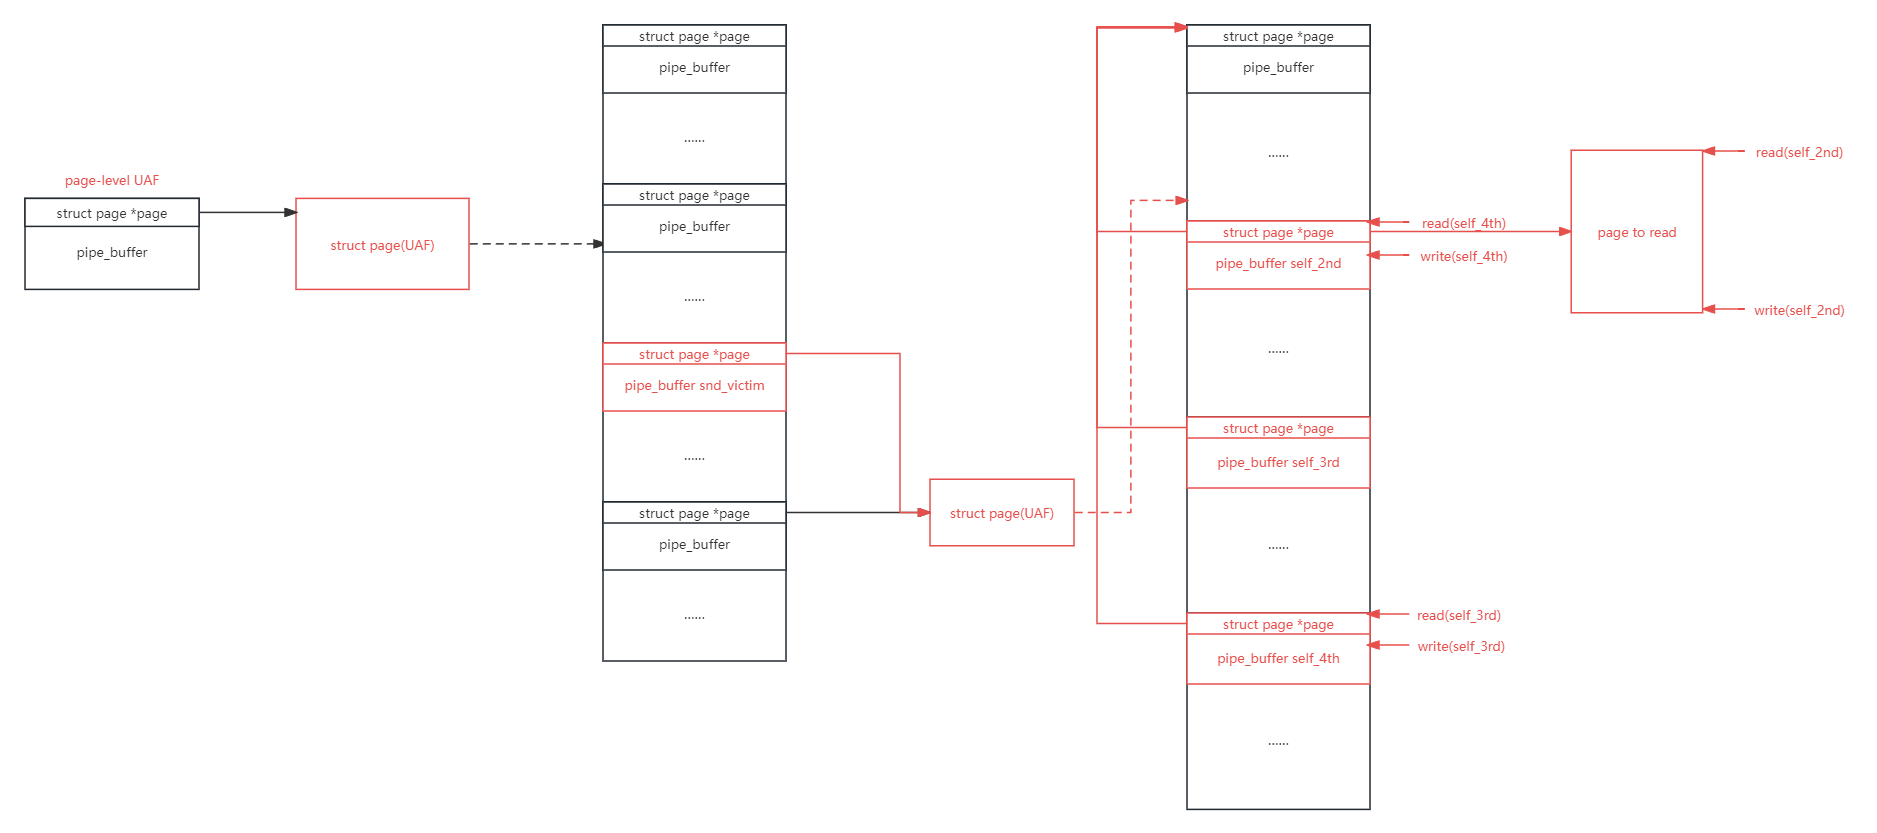 page-level UAF
struct page *page
pipe_buffer
struct page(UAF)
struct page *page
pipe_buffer
......
struct page *page
pipe_buffer
......
struct page *page
pipe_buffer snd_victim
......
struct page *page
pipe_buffer
......
struct page(UAF)
struct page *page
pipe_buffer
......
struct page *page
pipe_buffer self_2nd
......
struct page *page
pipe_buffer self_3rd
......
struct page *page
pipe_buffer self_4th
......
read(self_4th)
write(self_4th)
read(self_3rd)
write(self_3rd)
page to read
read(self_2nd)
write(self_2nd)